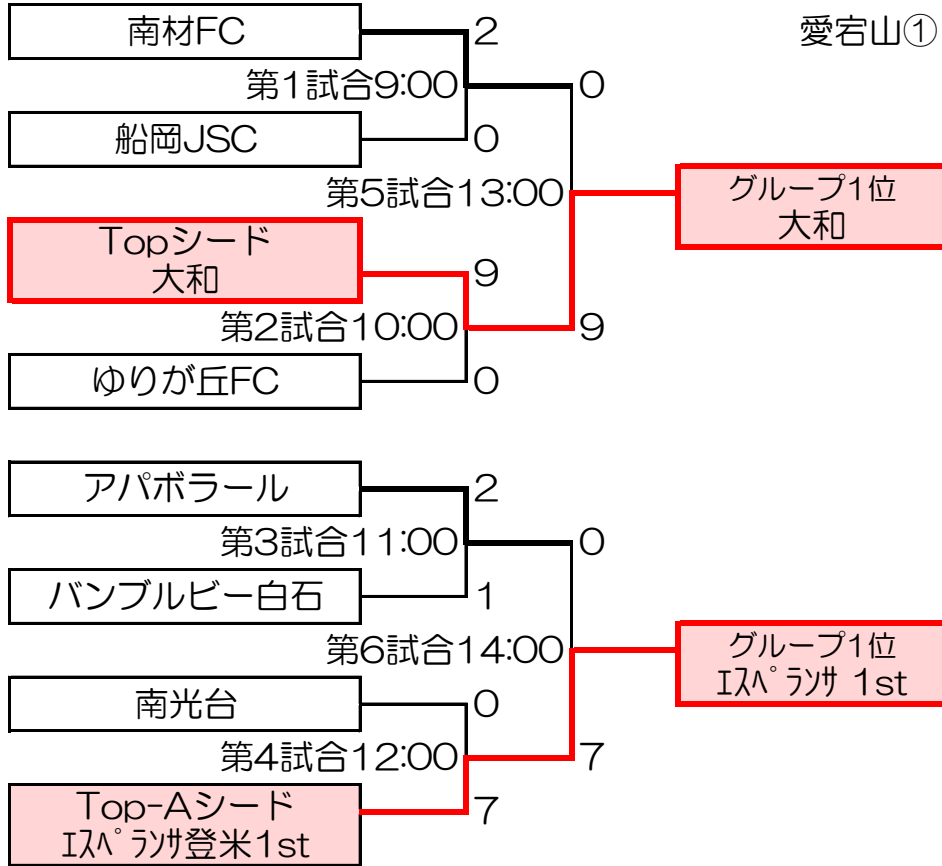 愛宕山①
南材FC
2
第1試合9:00
0
船岡JSC
0
第5試合13:00
グループ1位
大和
Topシード
大和
9
第2試合10:00
9
ゆりが丘FC
0
アパボラール
2
第3試合11:00
0
バンブルビー白石
1
第6試合14:00
グループ1位
ｴｽﾍﾟﾗﾝｻ 1st
南光台
0
第4試合12:00
7
Top-Aシード
ｴｽﾍﾟﾗﾝｻ登米1st
7